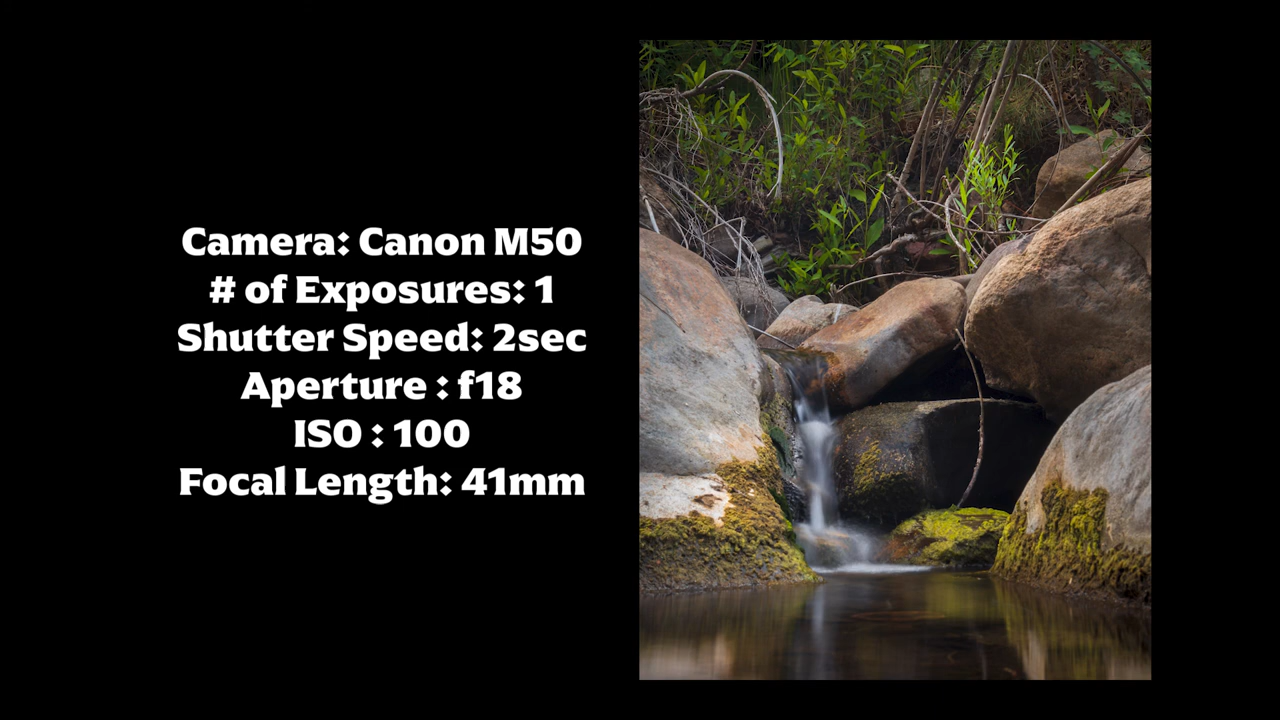 Camera: Canon M50
# of Exposures: 1
Shutter Speed: 2sec
Aperture : f18
ISO : 100
Focal Length: 41mm